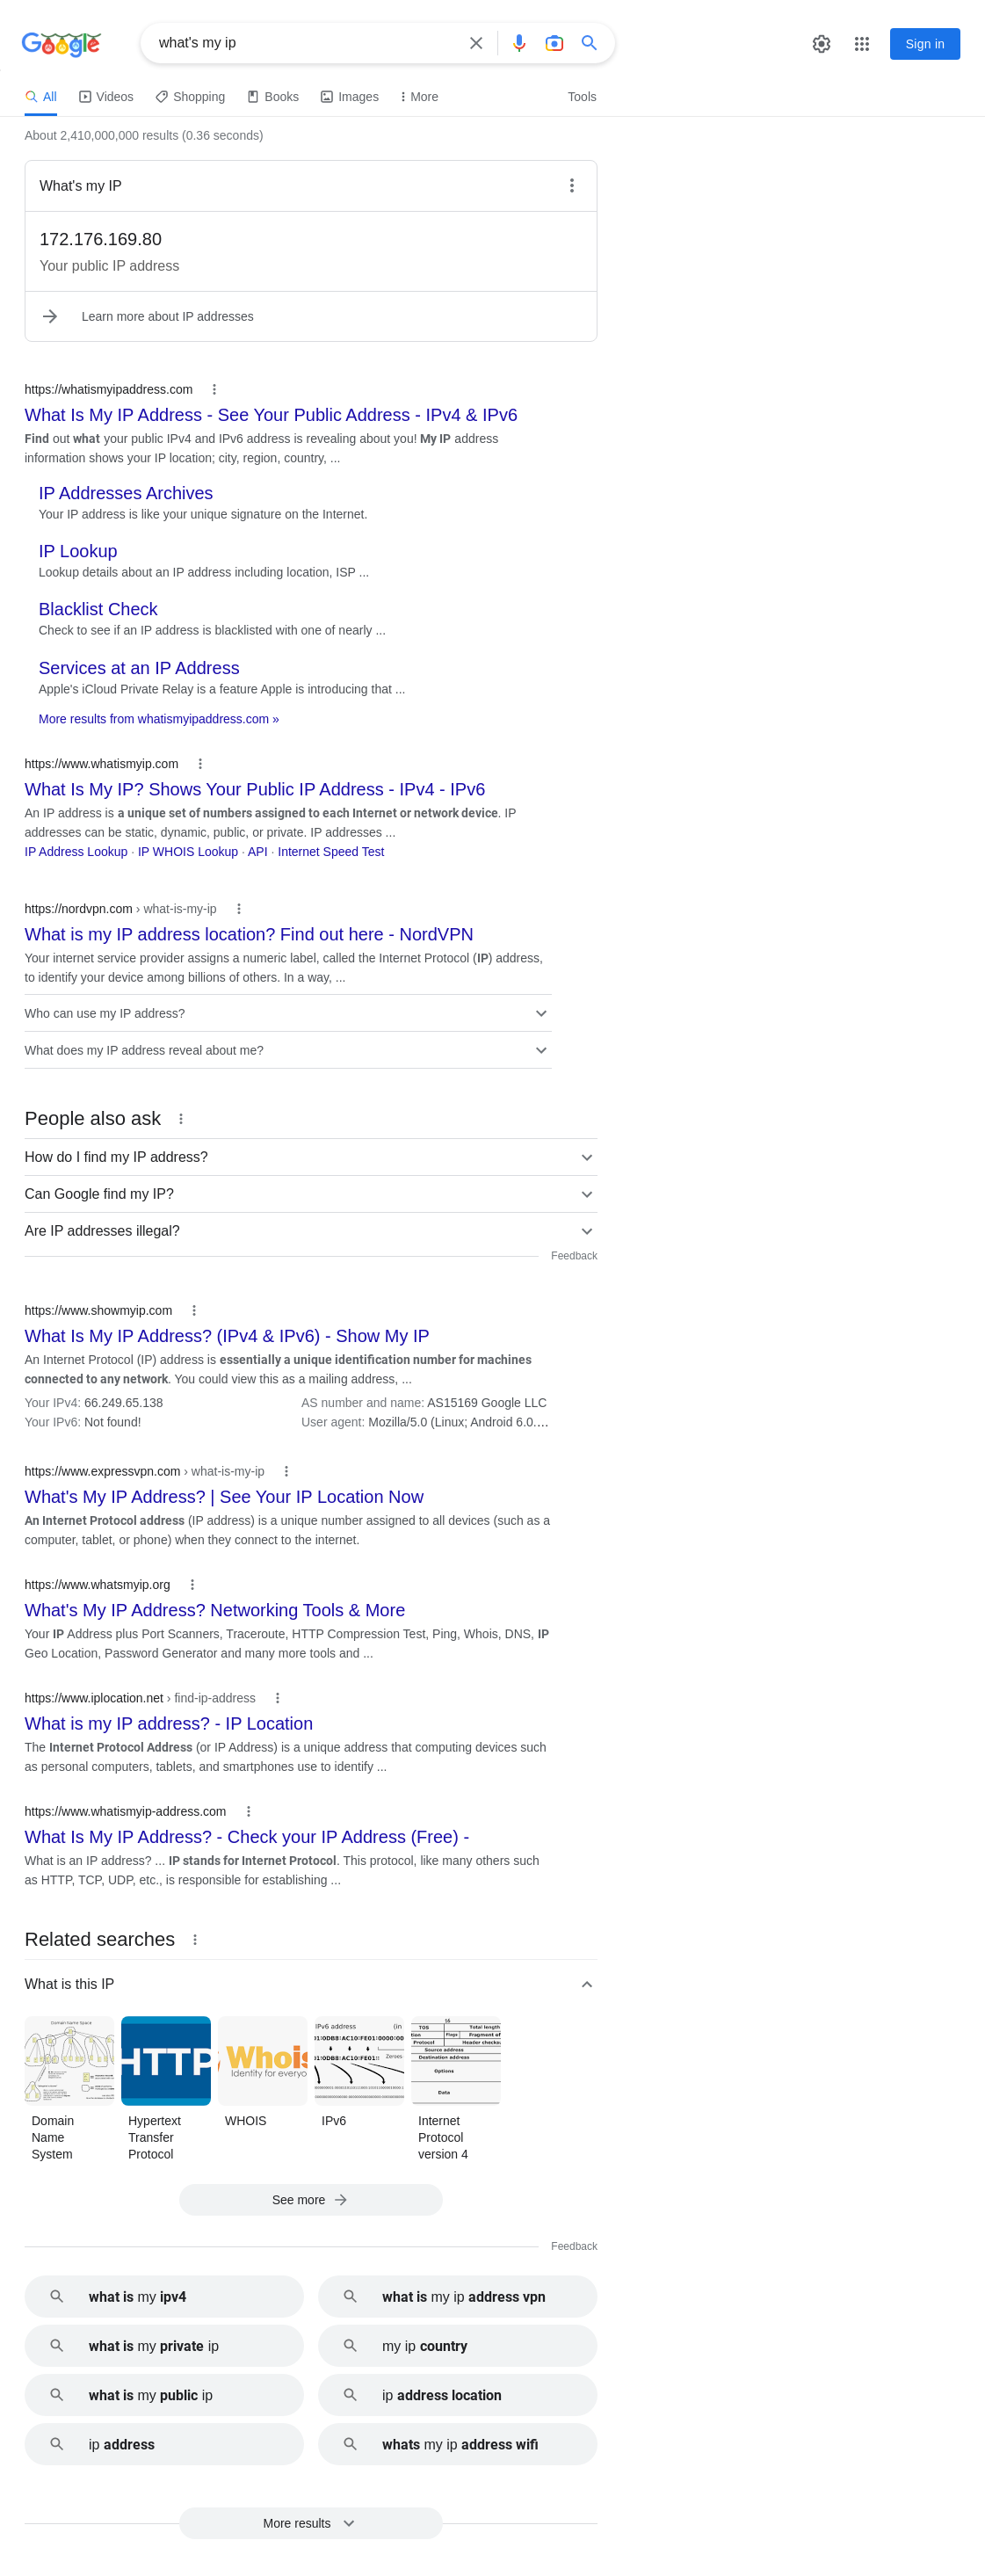 Google
what's my ip
Sign in
All
Videos
Shopping
Books
Images
More
Tools
About 2,410,000,000 results (0.36 seconds)
What's my IP
172.176.169.80
Your public IP address
Learn more about IP addresses
https://whatismyipaddress.com
What Is My IP Address - See Your Public Address - IPv4 & IPv6
Find out what your public IPv4 and IPv6 address is revealing about you! My IP address
information shows your IP location; city, region, country, ...
IP Addresses Archives
Your IP address is like your unique signature on the Internet.
IP Lookup
Lookup details about an IP address including location, ISP ...
Blacklist Check
Check to see if an IP address is blacklisted with one of nearly ...
Services at an IP Address
Apple's iCloud Private Relay is a feature Apple is introducing that ...
More results from whatismyipaddress.com »
https://www.whatismyip.com
What Is My IP? Shows Your Public IP Address - IPv4 - IPv6
An IP address is a unique set of numbers assigned to each Internet or network device. IP
addresses can be static, dynamic, public, or private. IP addresses ...
IP Address Lookup · IP WHOIS Lookup · API · Internet Speed Test
https://nordvpn.com › what-is-my-ip
What is my IP address location? Find out here - NordVPN
Your internet service provider assigns a numeric label, called the Internet Protocol (IP) address,
to identify your device among billions of others. In a way, ...
Who can use my IP address?
What does my IP address reveal about me?
People also ask
How do I find my IP address?
Can Google find my IP?
Are IP addresses illegal?
Feedback
https://www.showmyip.com
What Is My IP Address? (IPv4 & IPv6) - Show My IP
An Internet Protocol (IP) address is essentially a unique identification number for machines
connected to any network. You could view this as a mailing address, ...
Your IPv4: 66.249.65.138
AS number and name: AS15169 Google LLC
Your IPv6: Not found!
User agent: Mozilla/5.0 (Linux; Android 6.0....
https://www.expressvpn.com › what-is-my-ip
What's My IP Address? | See Your IP Location Now
An Internet Protocol address (IP address) is a unique number assigned to all devices (such as a
computer, tablet, or phone) when they connect to the internet.
https://www.whatsmyip.org
What's My IP Address? Networking Tools & More
Your IP Address plus Port Scanners, Traceroute, HTTP Compression Test, Ping, Whois, DNS, IP
Geo Location, Password Generator and many more tools and ...
https://www.iplocation.net › find-ip-address
What is my IP address? - IP Location
The Internet Protocol Address (or IP Address) is a unique address that computing devices such
as personal computers, tablets, and smartphones use to identify ...
https://www.whatismyip-address.com
What Is My IP Address? - Check your IP Address (Free) -
What is an IP address? ... IP stands for Internet Protocol. This protocol, like many others such
as HTTP, TCP, UDP, etc., is responsible for establishing ...
Related searches
What is this IP
Domain Name Space
HTTP
Whois
Identity for everyo
IPv6 address (in
Zeroes
16
TOS
Total length
Flags
Fragment of
Protocol
Header checks
Source address
Destination address
Options
Data
Domain
Name
System
Hypertext
Transfer
Protocol
WHOIS
IPv6
Internet
Protocol
version 4
See more
Feedback
what is my ipv4
what is my ip address vpn
what is my private ip
my ip country
what is my public ip
ip address location
ip address
whats my ip address wifi
More results